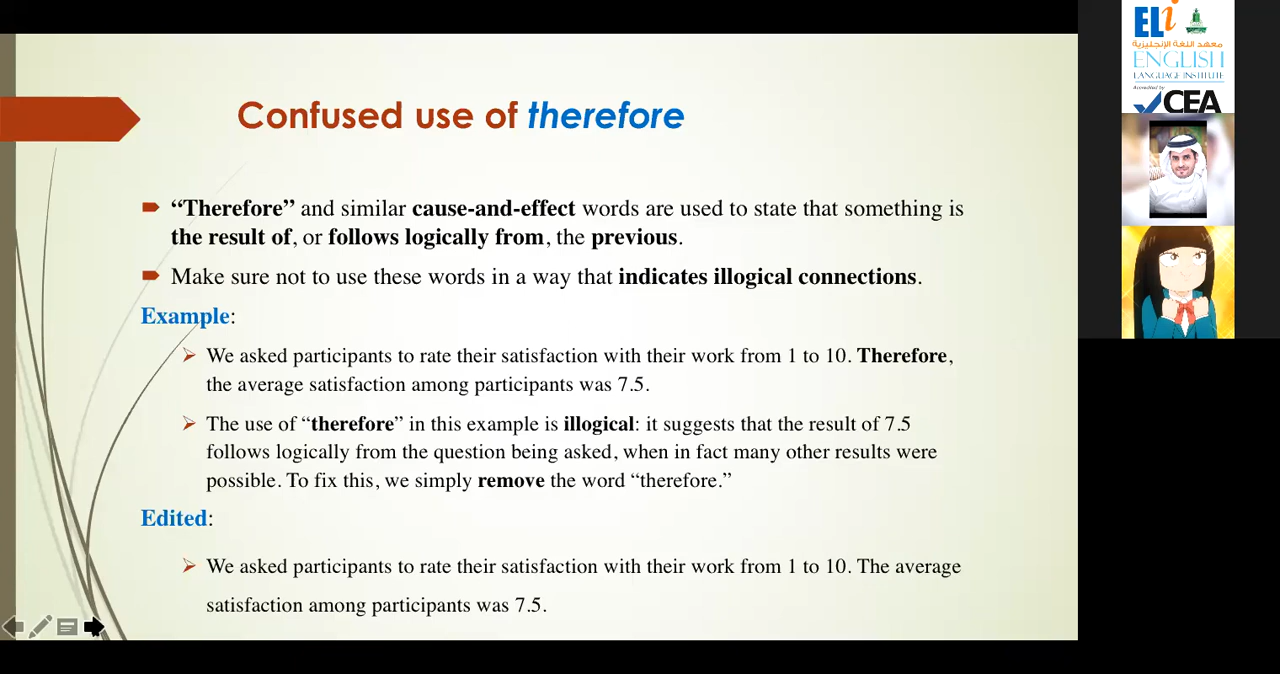 Confused use of therefore
“Therefore” and similar cause-and-effect words are used to state that something is
the result of, or follows logically from, the previous.
Make sure not to use these words in a way that indicates illogical connections.
Example:
We asked participants to rate their satisfaction with their work from 1 to 10. Therefore,
the average satisfaction among participants was 7.5.
The use of “therefore” in this example is illogical: it suggests that the result of 7.5
follows logically from the question being asked, when in fact many other results were
possible. To fix this, we simply remove the word “therefore.”
Edited:
We asked participants to rate their satisfaction with their work from 1 to 10. The average
satisfaction among participants was 7.5.
ELi
معهد اللغة الإنجليزية
ENGLISH
LANGUAGE INSTITUTE
Accredited by
CEA